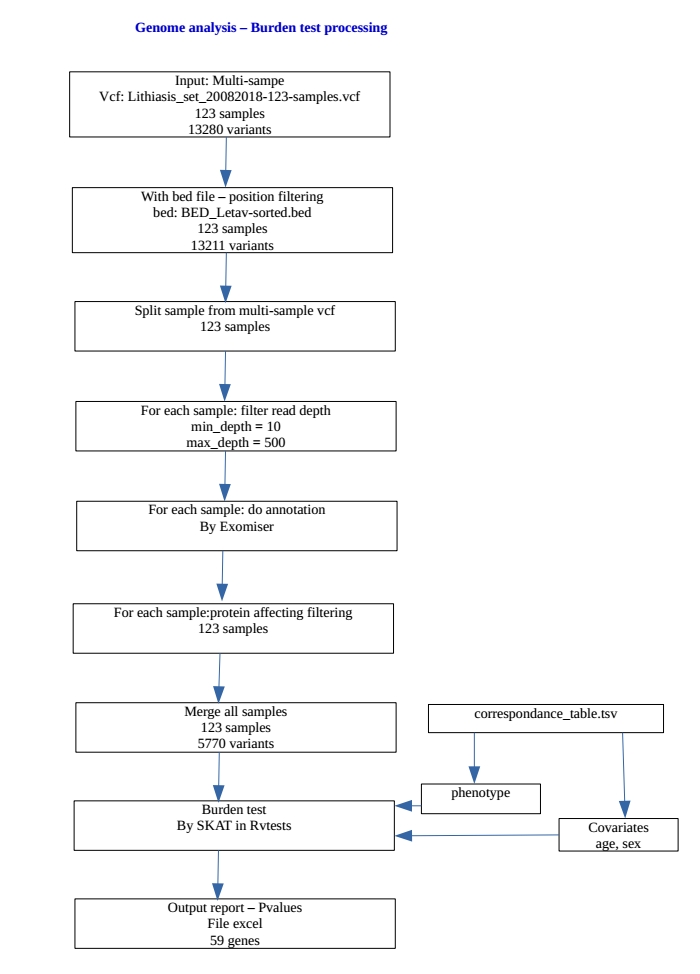 Genome analysis – Burden test processing
Input: Multi-sampe
Vcf: Lithiasis_set_20082018-123-samples.vcf
123 samples
13280 variants
With bed file – position filtering
bed: BED_Letav-sorted.bed
123 samples
13211 variants
Split sample from multi-sample vcf
123 samples
For each sample: filter read depth
min_depth = 10
max_depth = 500
For each sample: do annotation
By Exomiser
For each sample:protein affecting filtering
123 samples
Merge all samples
123 samples
5770 variants
correspondance_table.tsv
phenotype
Covariates
age, sex
Burden test
By SKAT in Rvtests
Output report – Pvalues
File excel
59 genes